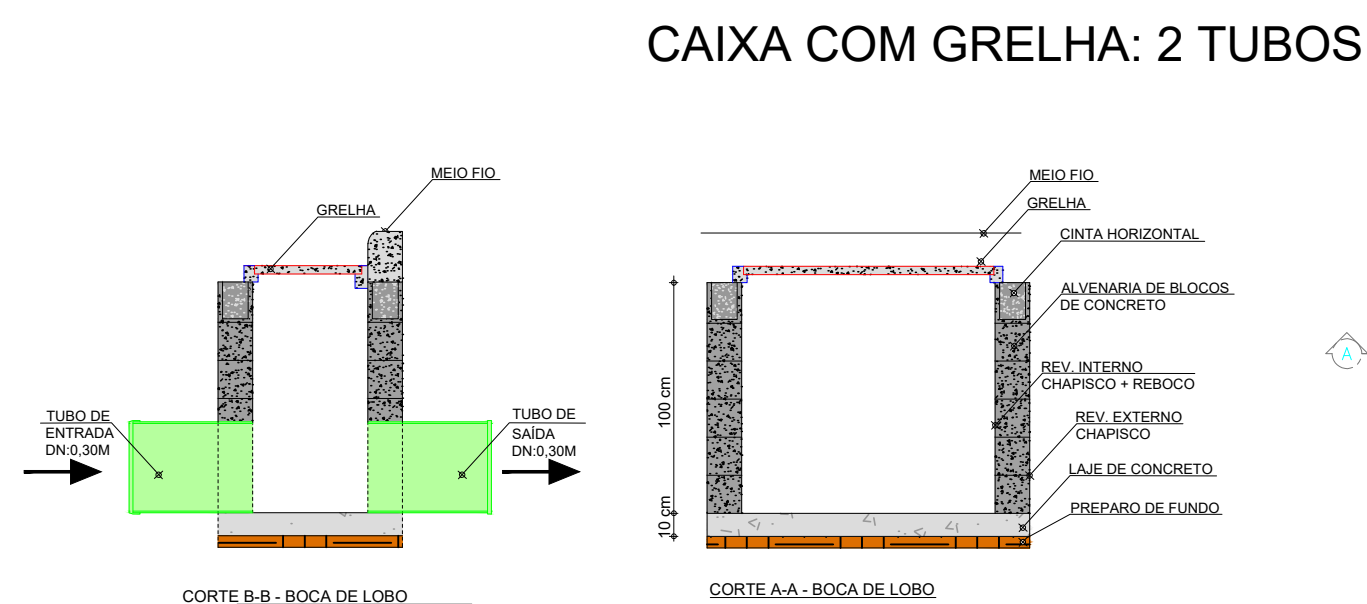 CAIXA COM GRELHA: 2 TUBOS
MEIO FIO
GRELHA
TUBO DE
ENTRADA
DN:0,30M
TUBO DE
SAÍDA
DN:0,30M
CORTE B-B - BOCA DE LOBO
MEIO FIO
GRELHA
CINTA HORIZONTAL
ALVENARIA DE BLOCOS
DE CONCRETO
REV. INTERNO
CHAPISCO + REBOCO
REV. EXTERNO
CHAPISCO
LAJE DE CONCRETO
PREPARO DE FUNDO
100 cm
10 cm
CORTE A-A - BOCA DE LOBO
A